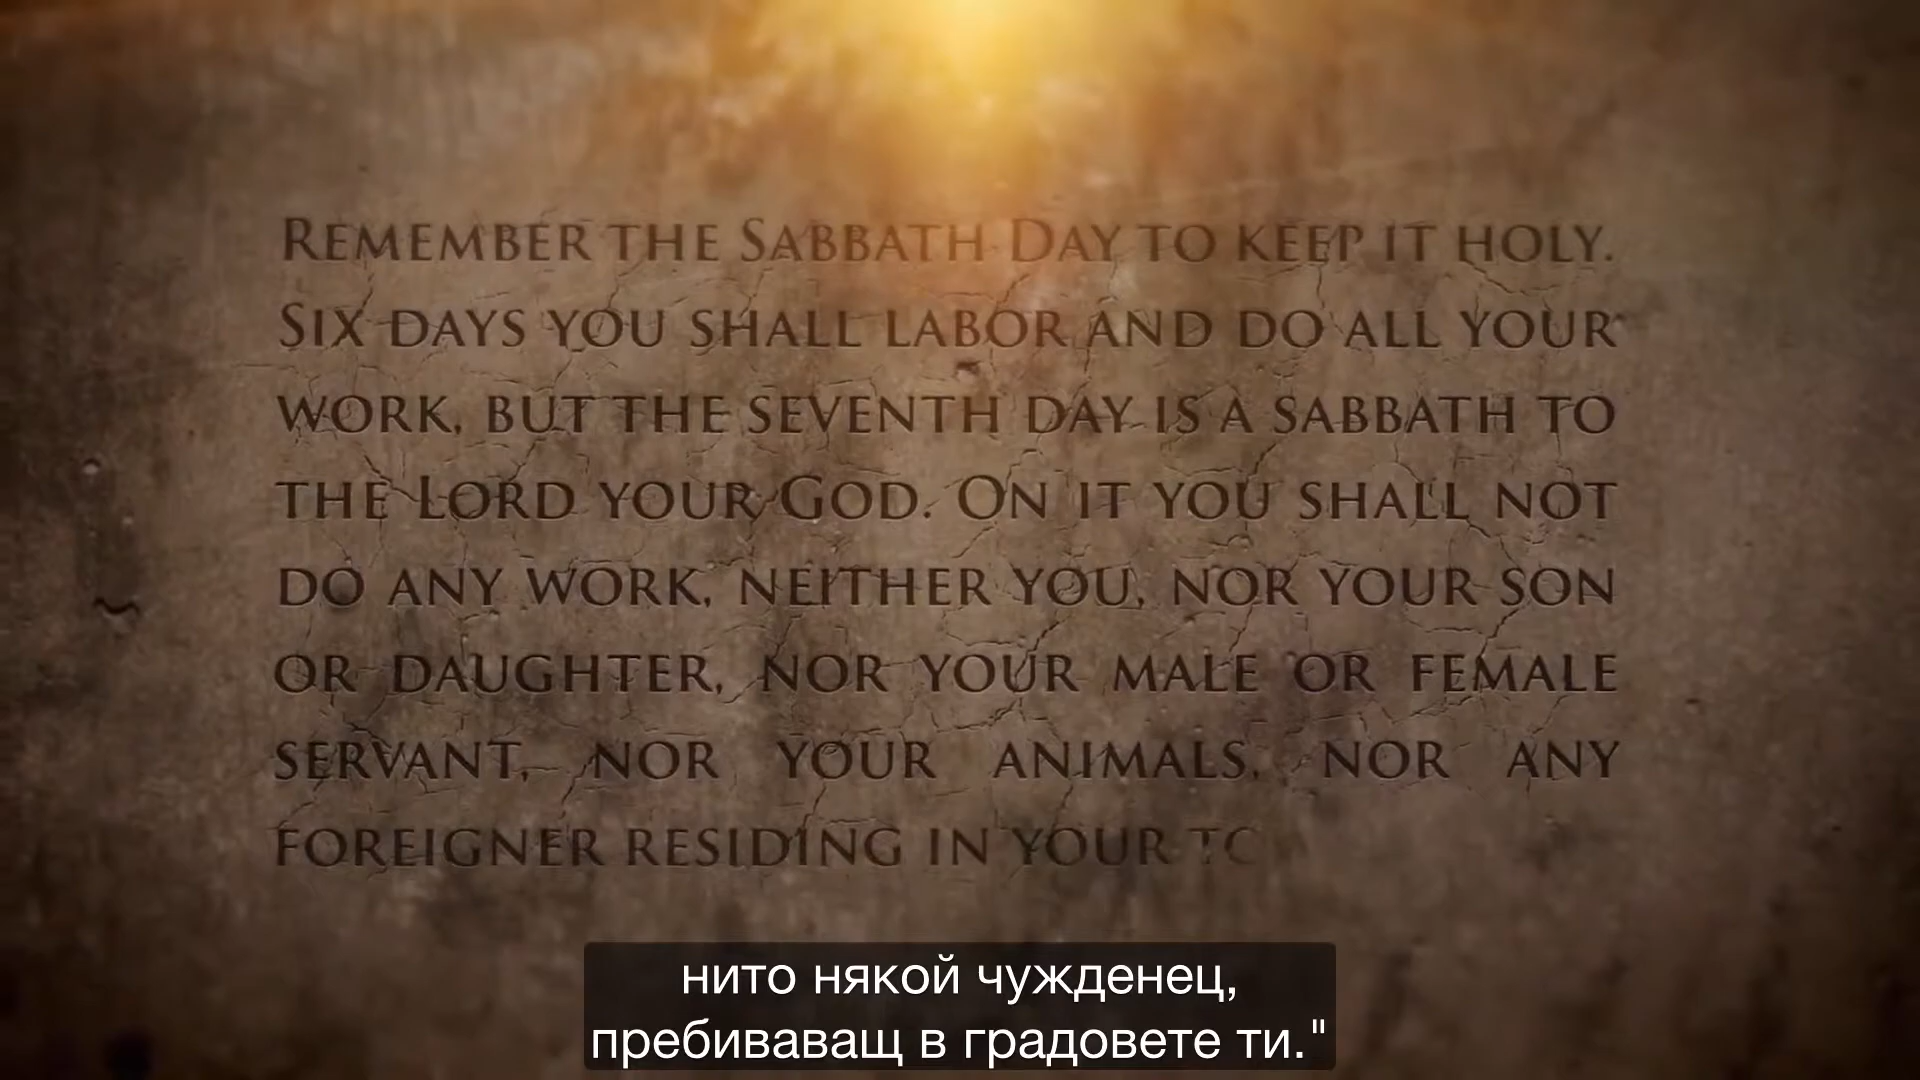 Remember the Sabbath Day to keep it holy.
Six days you shall labor and do all your
work, but the seventh day is a sabbath to
the Lord your God. On it you shall not
do any work, neither you, nor your son
or daughter, nor your male or female
servant, nor your animals, nor any
foreigner residing in your
нито някой чужденец,
пребиваващ в градовете ти."